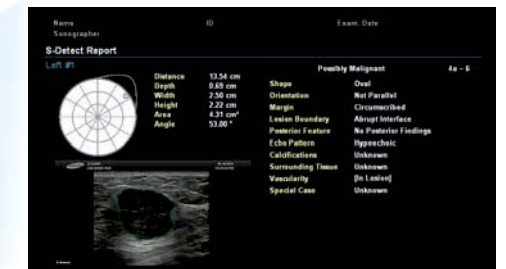 Name ID Exam. Date
Sonographer
S-Detect Report
Left #1
Possibly Malignant 4a - 5
Distance 13.54 cm
Depth 0.69 cm
Width 2.50 cm
Height 2.22 cm
Area 4.31 cm²
Angle 53.00 °
Shape Oval
Orientation Not Parallel
Margin Circumscribed
Lesion Boundary Abrupt Interface
Posterior Feature No Posterior Findings
Echo Pattern Hypoechoic
Calcifications Unknown
Surrounding Tissue Unknown
Vascularity [In Lesion]
Special Case Unknown